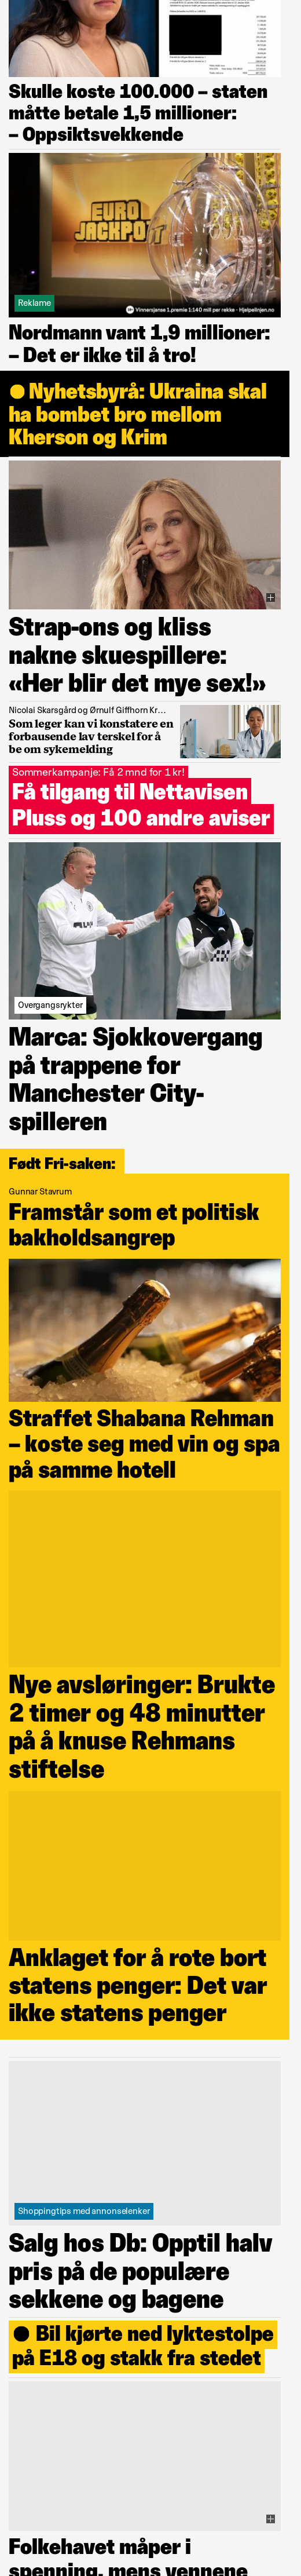 Skulle koste 100.000 – staten
måtte betale 1,5 millioner:
– Oppsiktsvekkende
EURO
JACKPOT
Reklame
Vinnersjanse 1.premie 1:140 mill per rekke - Hjelpelinjen.no
Nordmann vant 1,9 millioner:
– Det er ikke til å tro!
Nyhetsbyrå: Ukraina skal
ha bombet bro mellom
Kherson og Krim
Strap-ons og kliss
nakne skuespillere:
«Her blir det mye sex!»
Nicolai Skarsgård og Ørnulf Giffhorn Kr…
Som leger kan vi konstatere en
forbausende lav terskel for å
be om sykemelding
Sommerkampanje: Få 2 mnd for 1 kr!
Få tilgang til Nettavisen
Pluss og 100 andre aviser
Overgangsrykter
Marca: Sjokkovergang
på trappene for
Manchester City-
spilleren
Født Fri-saken:
Gunnar Stavrum
Framstår som et politisk
bakholdsangrep
Straffet Shabana Rehman
– koste seg med vin og spa
på samme hotell
Nye avsløringer: Brukte
2 timer og 48 minutter
på å knuse Rehmans
stiftelse
Anklaget for å rote bort
statens penger: Det var
ikke statens penger
Shoppingtips med annonselenker
Salg hos Db: Opptil halv
pris på de populære
sekkene og bagene
Bil kjørte ned lyktestolpe
på E18 og stakk fra stedet
Folkehavet måper i
spenning, mens vennene